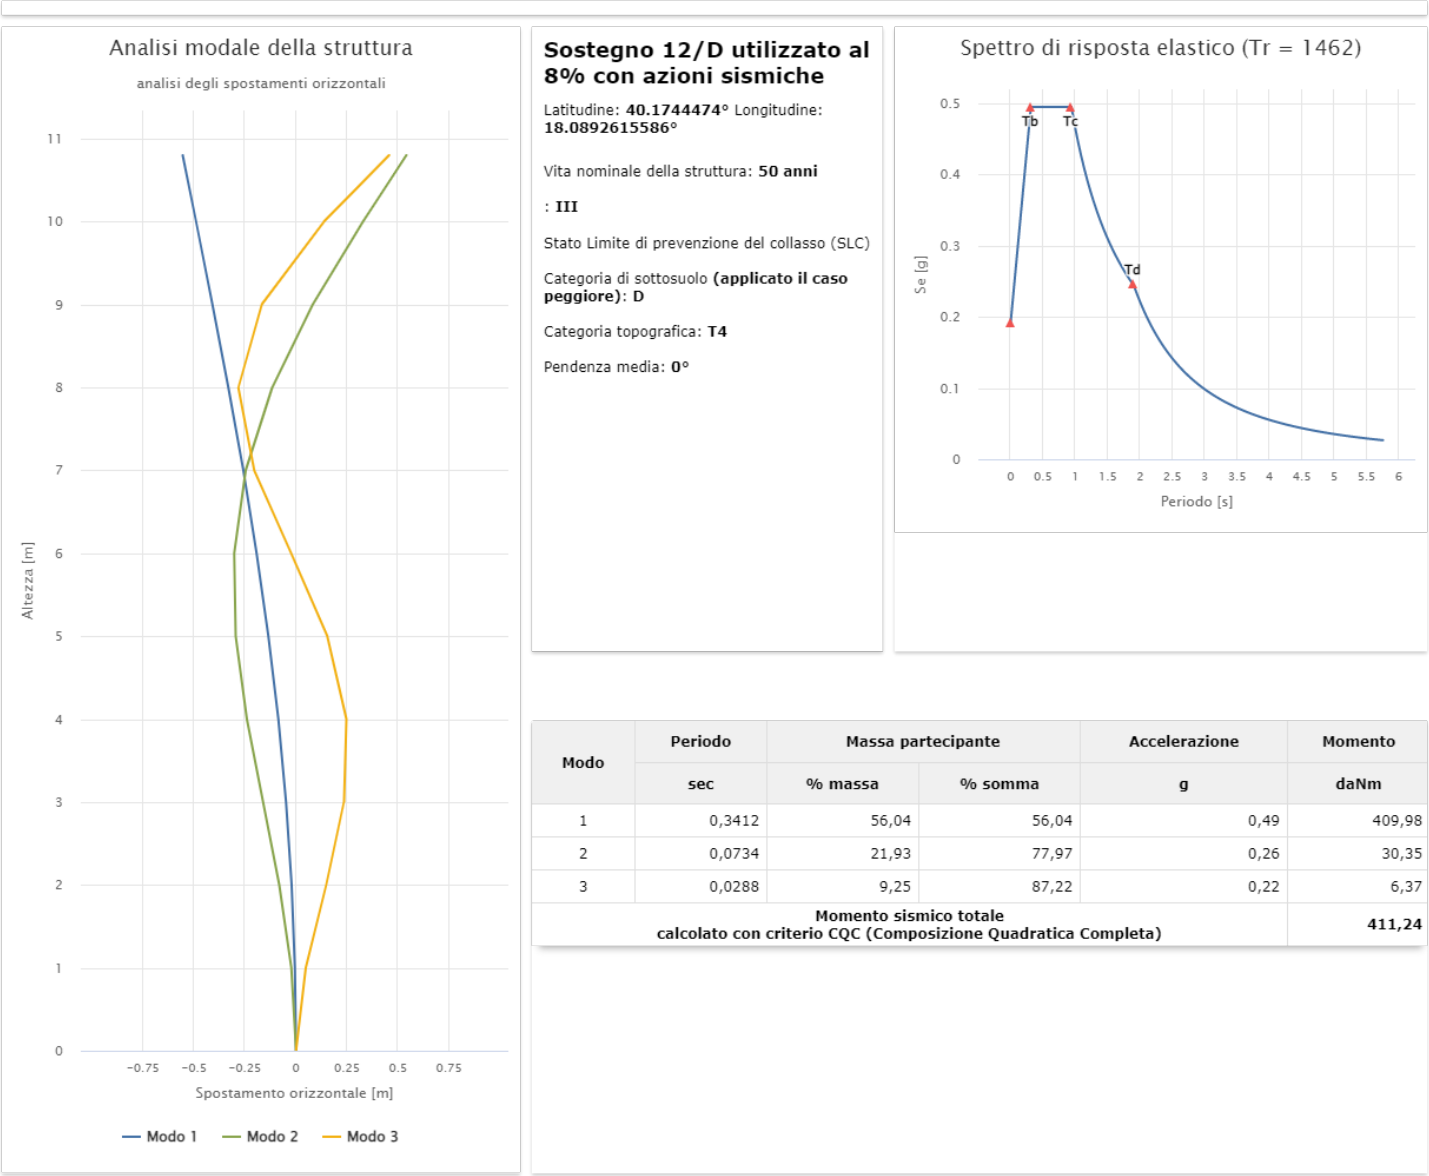 Analisi modale della struttura
analisi degli spostamenti orizzontali
11
10
9
8
7
6
5
4
3
2
1
0
Altezza [m]
-0.75 -0.5 -0.25 0 0.25 0.5 0.75
Spostamento orizzontale [m]
Modo 1 Modo 2 Modo 3
Sostegno 12/D utilizzato al
8% con azioni sismiche
Latitudine: 40.1744474° Longitudine:
18.0892615586°
Vita nominale della struttura: 50 anni
: III
Stato Limite di prevenzione del collasso (SLC)
Categoria di sottosuolo (applicato il caso
peggiore): D
Categoria topografica: T4
Pendenza media: 0°
Spettro di risposta elastico (Tr = 1462)
0.5
0.4
0.3
0.2
0.1
0
Se [g]
Tb Tc
Td
0 0.5 1 1.5 2 2.5 3 3.5 4 4.5 5 5.5 6
Periodo [s]
Modo Periodo Massa partecipante Accelerazione Momento
sec % massa % somma g daNm
1 0,3412 56,04 56,04 0,49 409,98
2 0,0734 21,93 77,97 0,26 30,35
3 0,0288 9,25 87,22 0,22 6,37
Momento sismico totale
calcolato con criterio CQC (Composizione Quadratica Completa) 411,24